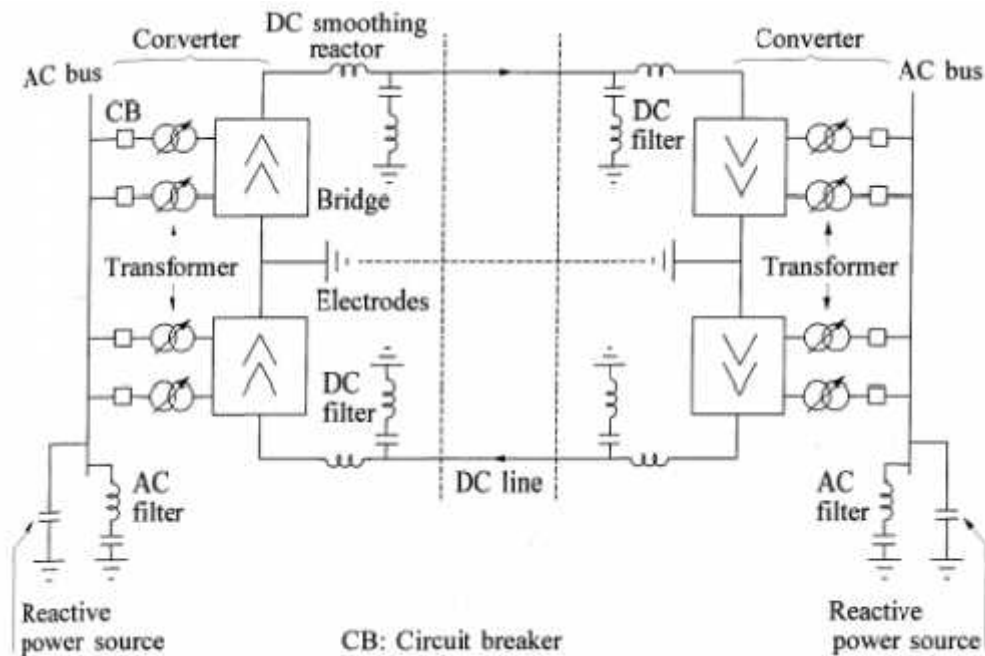 DC smoothing
reactor
Converter
AC bus
CB
Bridge
Transformer
Electrodes
DC
filter
DC line
AC
filter
Reactive
power source
CB: Circuit breaker
Converter
AC bus
DC
filter
Transformer
AC
filter
Reactive
power source